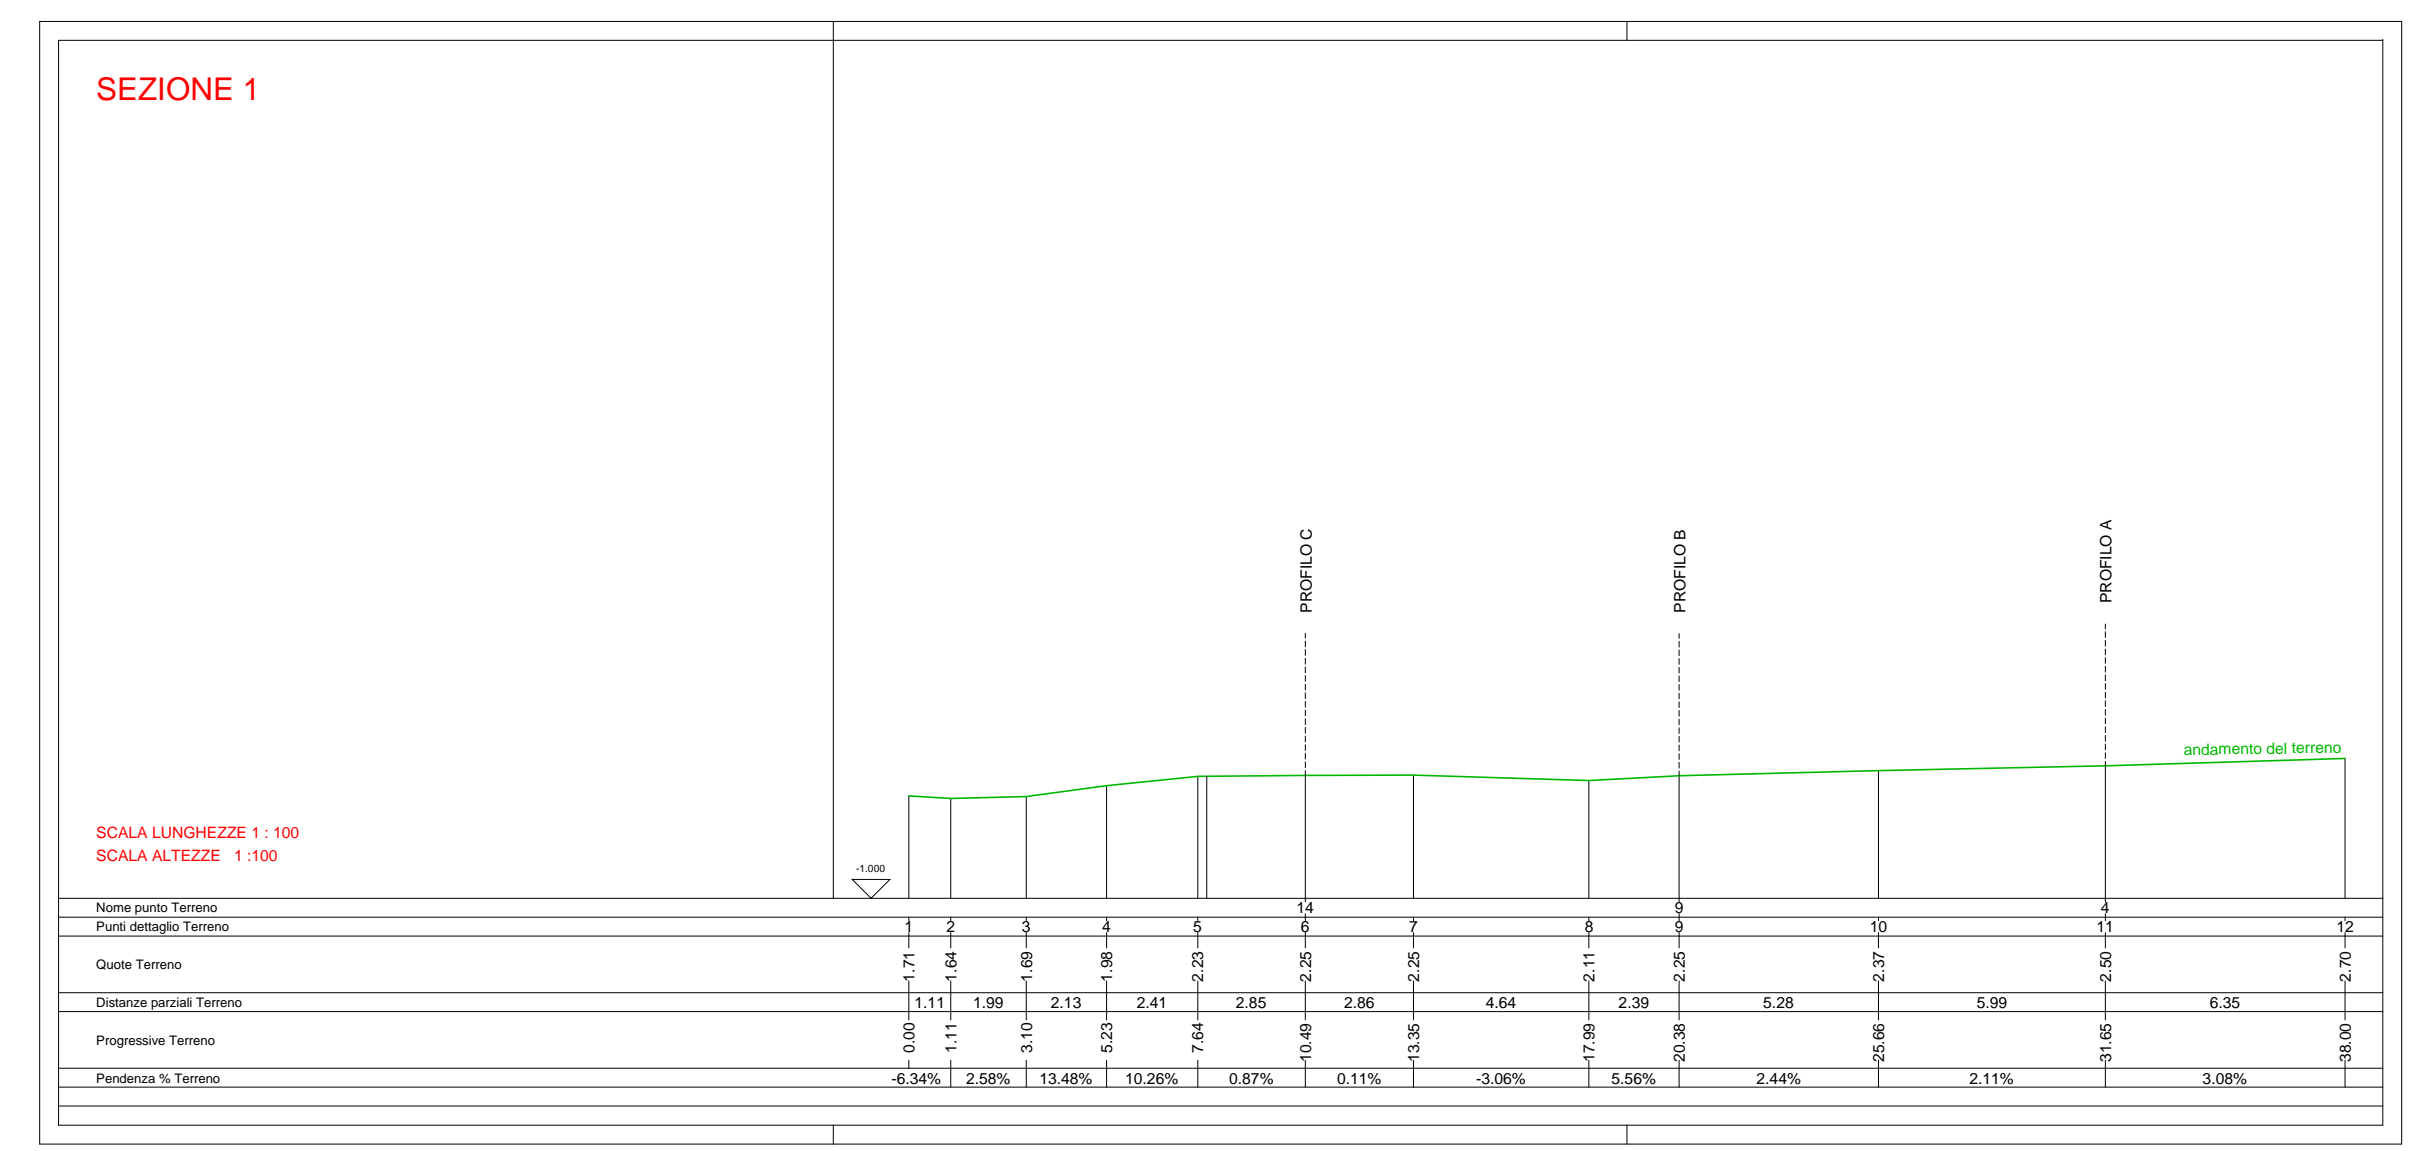 SEZIONE 1
PROFILO C
PROFILO B
PROFILO A
andamento del terreno
SCALA LUNGHEZZE 1 : 100
SCALA ALTEZZE 1 :100
-1.000
Nome punto Terreno 14 9 4
Punti dettaglio Terreno 1 2 3 4 5 6 7 8 9 10 11 12
Quote Terreno 1.71 1.64 1.69 1.98 2.23 2.25 2.25 2.11 2.25 2.37 2.50 2.70
Distanze parziali Terreno 1.11 1.99 2.13 2.41 2.85 2.86 4.64 2.39 5.28 5.99 6.35
Progressive Terreno 0.00 1.11 3.10 5.23 7.64 10.49 13.35 17.99 20.38 25.66 31.65 38.00
Pendenza % Terreno -6.34% 2.58% 13.48% 10.26% 0.87% 0.11% -3.06% 5.56% 2.44% 2.11% 3.08%